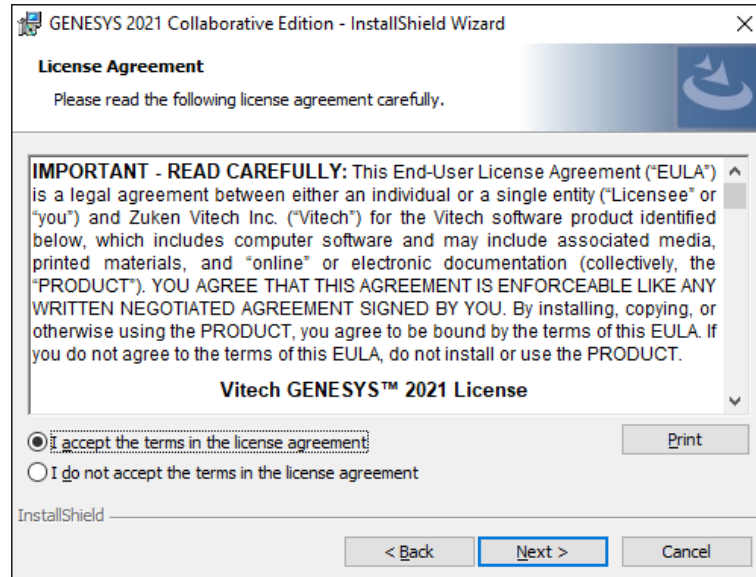 GENESYS 2021 Collaborative Edition - InstallShield Wizard
License Agreement
Please read the following license agreement carefully.
IMPORTANT - READ CAREFULLY: This End-User License Agreement (“EULA”)
is a legal agreement between either an individual or a single entity (“Licensee” or
“you”) and Zuken Vitech Inc. (“Vitech”) for the Vitech software product identified
below, which includes computer software and may include associated media,
printed materials, and “online” or electronic documentation (collectively, the
“PRODUCT”). YOU AGREE THAT THIS AGREEMENT IS ENFORCEABLE LIKE ANY
WRITTEN NEGOTIATED AGREEMENT SIGNED BY YOU. By installing, copying, or
otherwise using the PRODUCT, you agree to be bound by the terms of this EULA. If
you do not agree to the terms of this EULA, do not install or use the PRODUCT.
Vitech GENESYS™ 2021 License
I accept the terms in the license agreement
Print
I do not accept the terms in the license agreement
InstallShield
< Back
Next >
Cancel